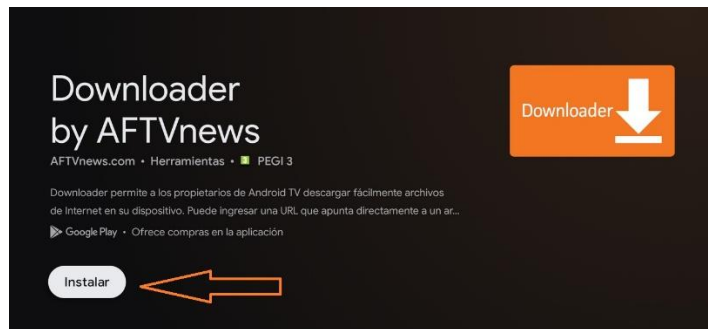 Downloader
by AFTVnews
AFTVnews.com • Herramientas • 3 PEGI 3
Downloader permite a los propietarios de Android TV descargar fácilmente archivos
de Internet en su dispositivo. Puede ingresar una URL que apunta directamente a un ar...
Google Play • Ofrece compras en la aplicación
Instalar
Downloader